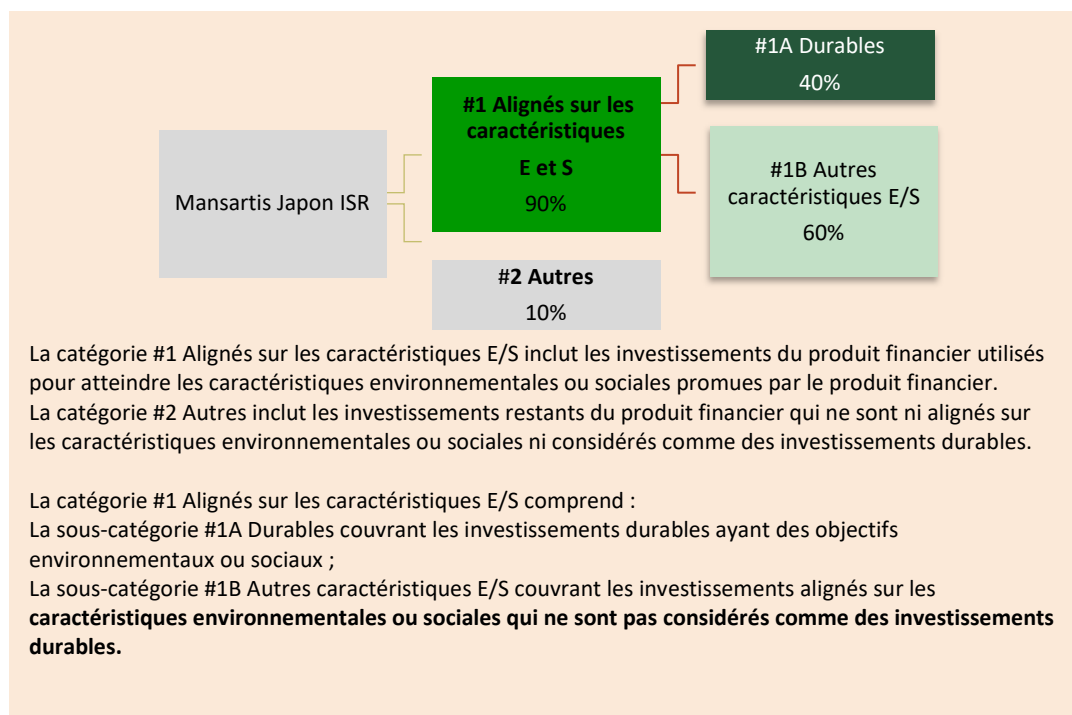 Mansartis Japon ISR
#1 Alignés sur les
caractéristiques
E et S
90%
#2 Autres
10%
#1A Durables
40%
#1B Autres
caractéristiques E/S
60%
La catégorie #1 Alignés sur les caractéristiques E/S inclut les investissements du produit financier utilisés
pour atteindre les caractéristiques environnementales ou sociales promues par le produit financier.
La catégorie #2 Autres inclut les investissements restants du produit financier qui ne sont ni alignés sur
les caractéristiques environnementales ou sociales ni considérés comme des investissements durables.
La catégorie #1 Alignés sur les caractéristiques E/S comprend :
La sous-catégorie #1A Durables couvrant les investissements durables ayant des objectifs
environnementaux ou sociaux ;
La sous-catégorie #1B Autres caractéristiques E/S couvrant les investissements alignés sur les
caractéristiques environnementales ou sociales qui ne sont pas considérés comme des investissements
durables.